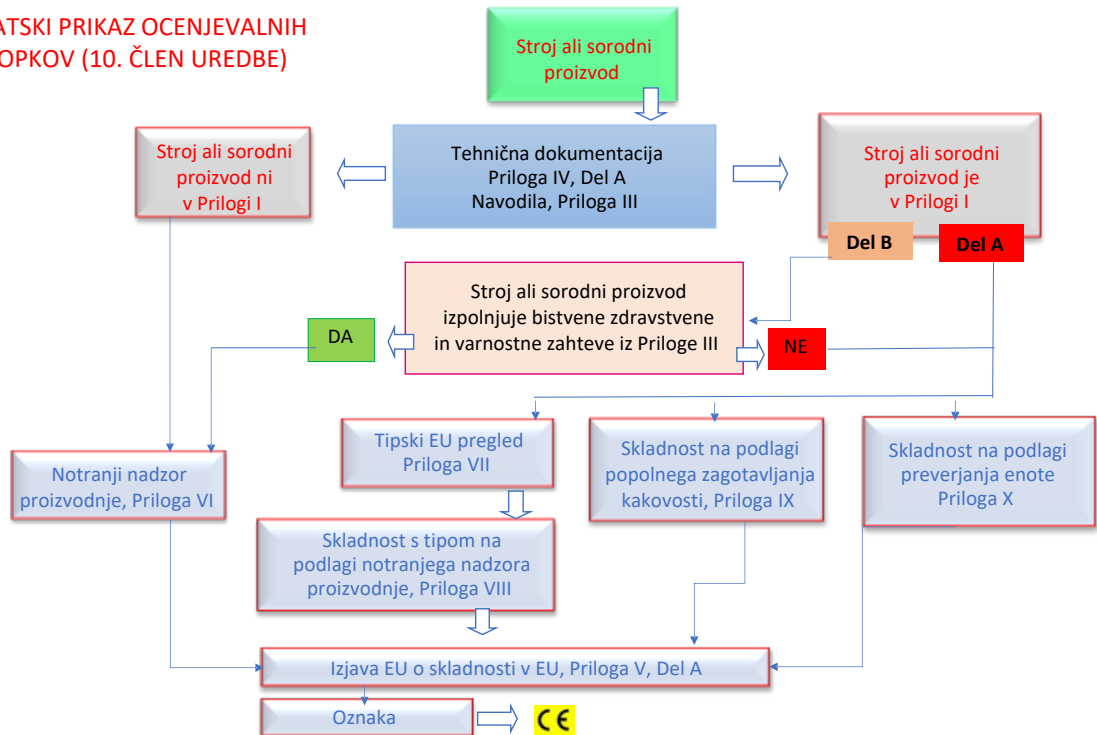 ATSKI PRIKAZ OCENJEVALNIH
OPKOV (10. ČLEN UREDBE)
Stroj ali sorodni
proizvod
Stroj ali sorodni
proizvod ni
v Prilogi I
Tehnična dokumentacija
Priloga IV, Del A
Navodila, Priloga III
Stroj ali sorodni
proizvod je
v Prilogi I
Del B
Del A
Stroj ali sorodni proizvod
izpolnjuje bistvene zdravstvene
in varnostne zahteve iz Priloge III
DA
NE
Notranji nadzor
proizvodnje, Priloga VI
Tipski EU pregled
Priloga VII
Skladnost na podlagi
popolnega zagotavljanja
kakovosti, Priloga IX
Skladnost na podlagi
preverjanja enote
Priloga X
Skladnost s tipom na
podlagi notranjega nadzora
proizvodnje, Priloga VIII
Izjava EU o skladnosti v EU, Priloga V, Del A
Oznaka
CE